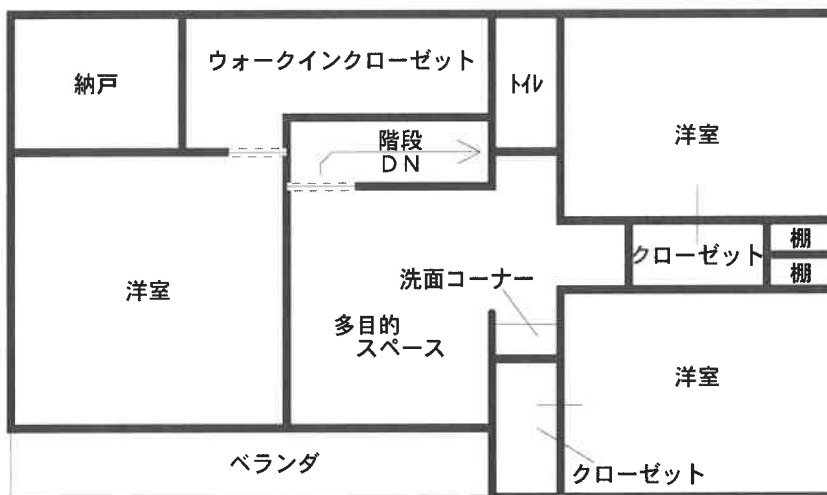 納戸
ウォークインクローゼット
トイレ
洋室
階段
DN
クローゼット
棚
棚
洋室
洗面コーナー
多目的
スペース
洋室
ベランダ
クローゼット